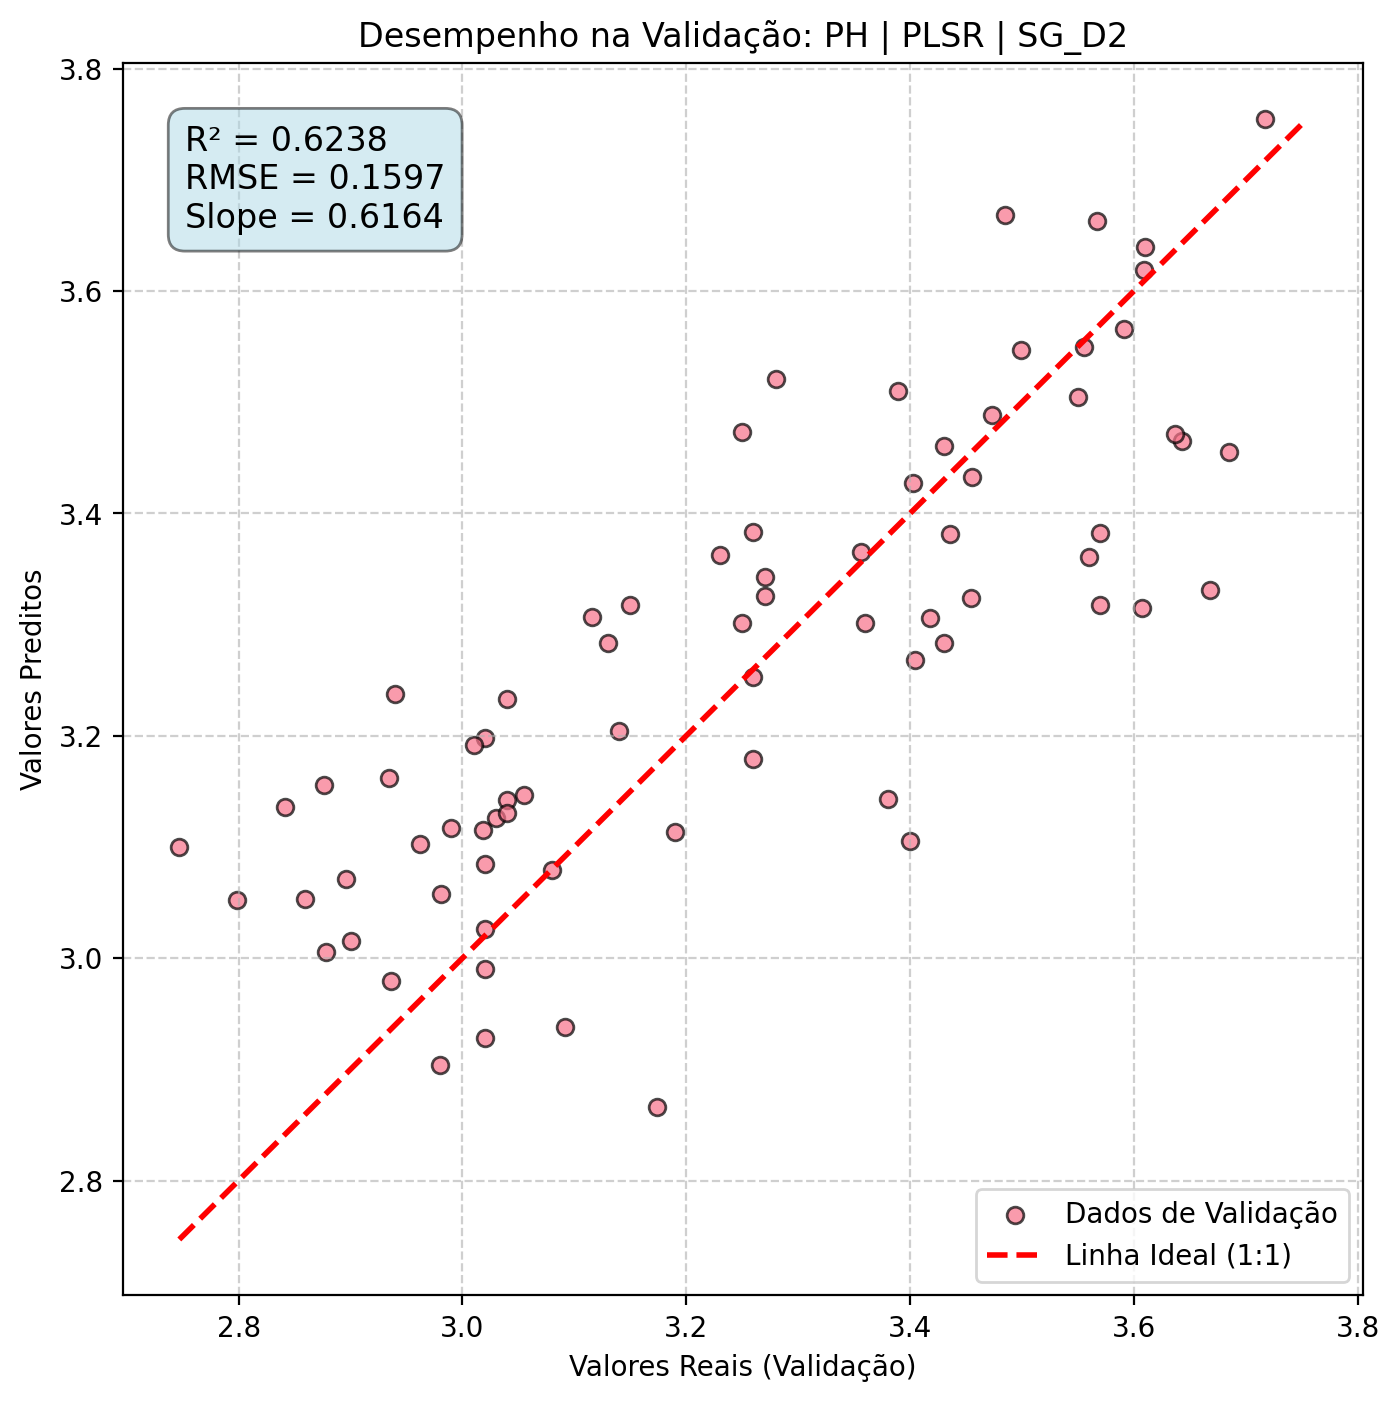 Desempenho na Validação: PH | PLSR | SG_D2
R² = 0.6238
RMSE = 0.1597
Slope = 0.6164
3.8
3.6
3.4
3.2
3.0
2.8
Valores Preditos
Dados de Validação
Linha Ideal (1:1)
2.8 3.0 3.2 3.4 3.6 3.8
Valores Reais (Validação)